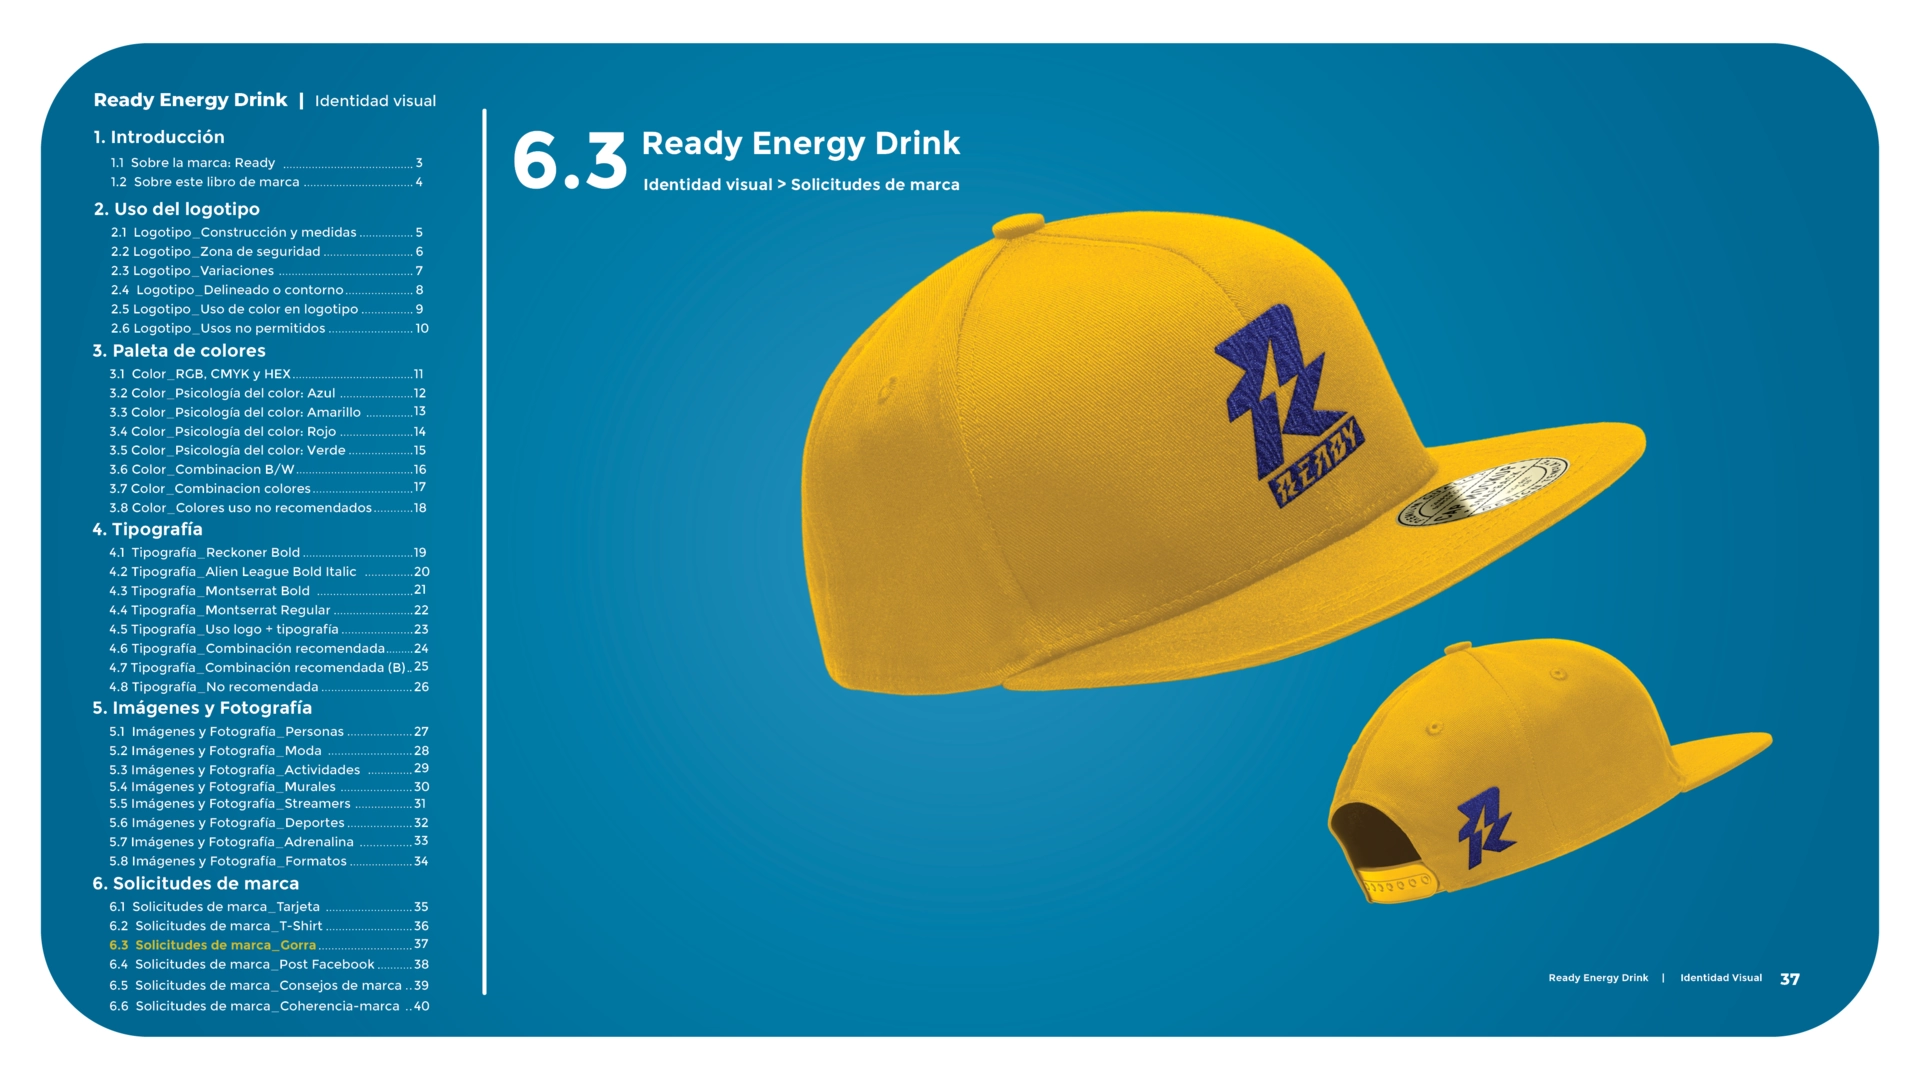 Ready Energy Drink | Identidad visual
1. Introducción
1.1 Sobre la marca: Ready ........ 3
1.2 Sobre este libro de marca ........ 4
2. Uso del logotipo
2.1 Logotipo_Construcción y medidas ........ 5
2.2 Logotipo_Zona de seguridad ........ 6
2.3 Logotipo_Variaciones ........ 7
2.4 Logotipo_Delineado o contorno ........ 8
2.5 Logotipo_Uso de color en logotipo ........ 9
2.6 Logotipo_Usos no permitidos ........ 10
3. Paleta de colores
3.1 Color_RGB, CMYK y HEX ........ 11
3.2 Color_Psicología del color: Azul ........ 12
3.3 Color_Psicología del color: Amarillo ........ 13
3.4 Color_Psicología del color: Rojo ........ 14
3.5 Color_Psicología del color: Verde ........ 15
3.6 Color_Combinacion B/W ........ 16
3.7 Color_Combinacion colores ........ 17
3.8 Color_Colores uso no recomendados ........ 18
4. Tipografía
4.1 Tipografía_Reckoner Bold ........ 19
4.2 Tipografía_Alien League Bold Italic ........ 20
4.3 Tipografía_Montserrat Bold ........ 21
4.4 Tipografía_Montserrat Regular ........ 22
4.5 Tipografía_Uso logo + tipografía ........ 23
4.6 Tipografía_Combinación recomendada ........ 24
4.7 Tipografía_Combinación recomendada (B) .. 25
4.8 Tipografía_No recomendada ........ 26
5. Imágenes y Fotografía
5.1 Imágenes y Fotografía_Personas ........ 27
5.2 Imágenes y Fotografía_Moda ........ 28
5.3 Imágenes y Fotografía_Actividades ........ 29
5.4 Imágenes y Fotografía_Murales ........ 30
5.5 Imágenes y Fotografía_Streamers ........ 31
5.6 Imágenes y Fotografía_Deportes ........ 32
5.7 Imágenes y Fotografía_Adrenalina ........ 33
5.8 Imágenes y Fotografía_Formatos ........ 34
6. Solicitudes de marca
6.1 Solicitudes de marca_Tarjeta ........ 35
6.2 Solicitudes de marca_T-Shirt ........ 36
6.3 Solicitudes de marca_Gorra ........ 37
6.4 Solicitudes de marca_Post Facebook ........ 38
6.5 Solicitudes de marca_Consejos de marca .. 39
6.6 Solicitudes de marca_Coherencia-marca .. 40
6.3 Ready Energy Drink
Identidad visual > Solicitudes de marca
READY
CAP MOCKUP
Ready Energy Drink | Identidad Visual 37